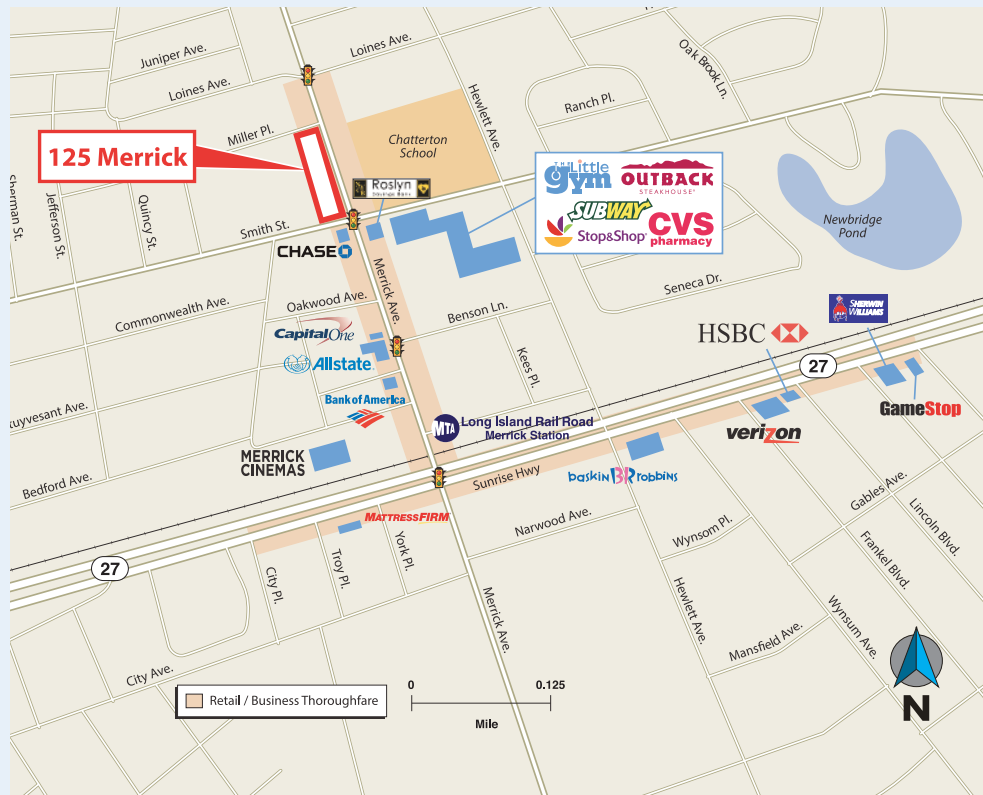 Juniper Ave.
Loines Ave.
Loines Ave.
Oak Brook Ln.
Hewlett Ave.
Ranch Pl.
Miller Pl.
125 Merrick
Chatterton
School
Roslyn
Savings Bank
THE Little
gym
OUTBACK
STEAKHOUSE®
SUBWAY
Stop&Shop®
CVS
pharmacy
Sherman St.
Jefferson St.
Quincy St.
Smith St.
CHASE
Newbridge
Pond
Merrick Ave.
Seneca Dr.
Commonwealth Ave.
Oakwood Ave.
Benson Ln.
SHERWIN
WILLIAMS
Capital One
HSBC
Allstate.
Kees Pl.
27
Bank of America
GameStop
uyvesant Ave.
MTA
Long Island Rail Road
Merrick Station
verizon
MERRICK
CINEMAS
Bedford Ave.
Sunrise Hwy
baskin BR robbins
Gables Ave.
MATTRESSFIRM
Narwood Ave.
Lincoln Blvd.
Wynsom Pl.
York Pl.
Troy Pl.
City Pl.
27
Frankel Blvd.
Merrick Ave.
Hewlett Ave.
Wynsum Ave.
Mansfield Ave.
City Ave.
Retail / Business Thoroughfare
0
0.125
Mile
N